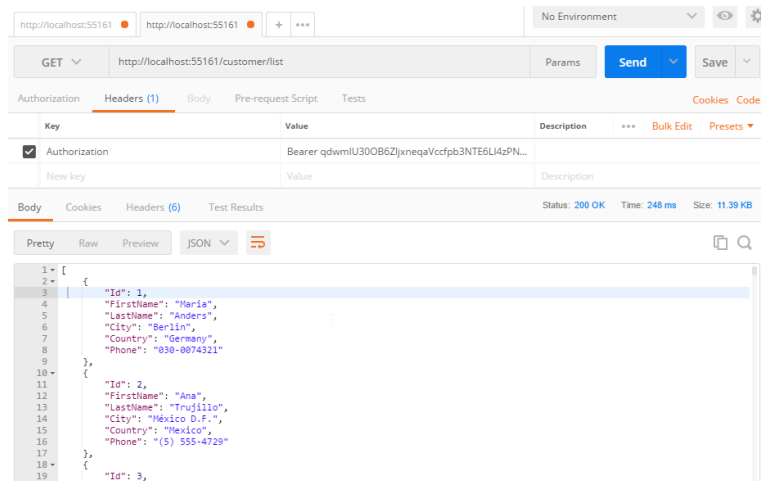 http://localhost:55161 http://localhost:55161 + ••• No Environment
GET http://localhost:55161/customer/list Params Send Save
Authorization Headers (1) Body Pre-request Script Tests Cookies Code
Key Value Description ••• Bulk Edit Presets
Authorization Bearer
New key Value Description
Body Cookies Headers (6) Test Results Status: 200 OK Time: 248 ms Size: 11.39 KB
Pretty Raw Preview JSON
1 [
2 {
3 "Id": 1,
4 "FirstName": "Maria",
5 "LastName": "Anders",
6 "City": "Berlin",
7 "Country": "Germany",
8 "Phone": "030-0074321"
9 },
10 {
11 "Id": 2,
12 "FirstName": "Ana",
13 "LastName": "Trujillo",
14 "City": "México D.F.",
15 "Country": "Mexico",
16 "Phone": "(5) 555-4729"
17 },
18 {
19 "Id": 3,